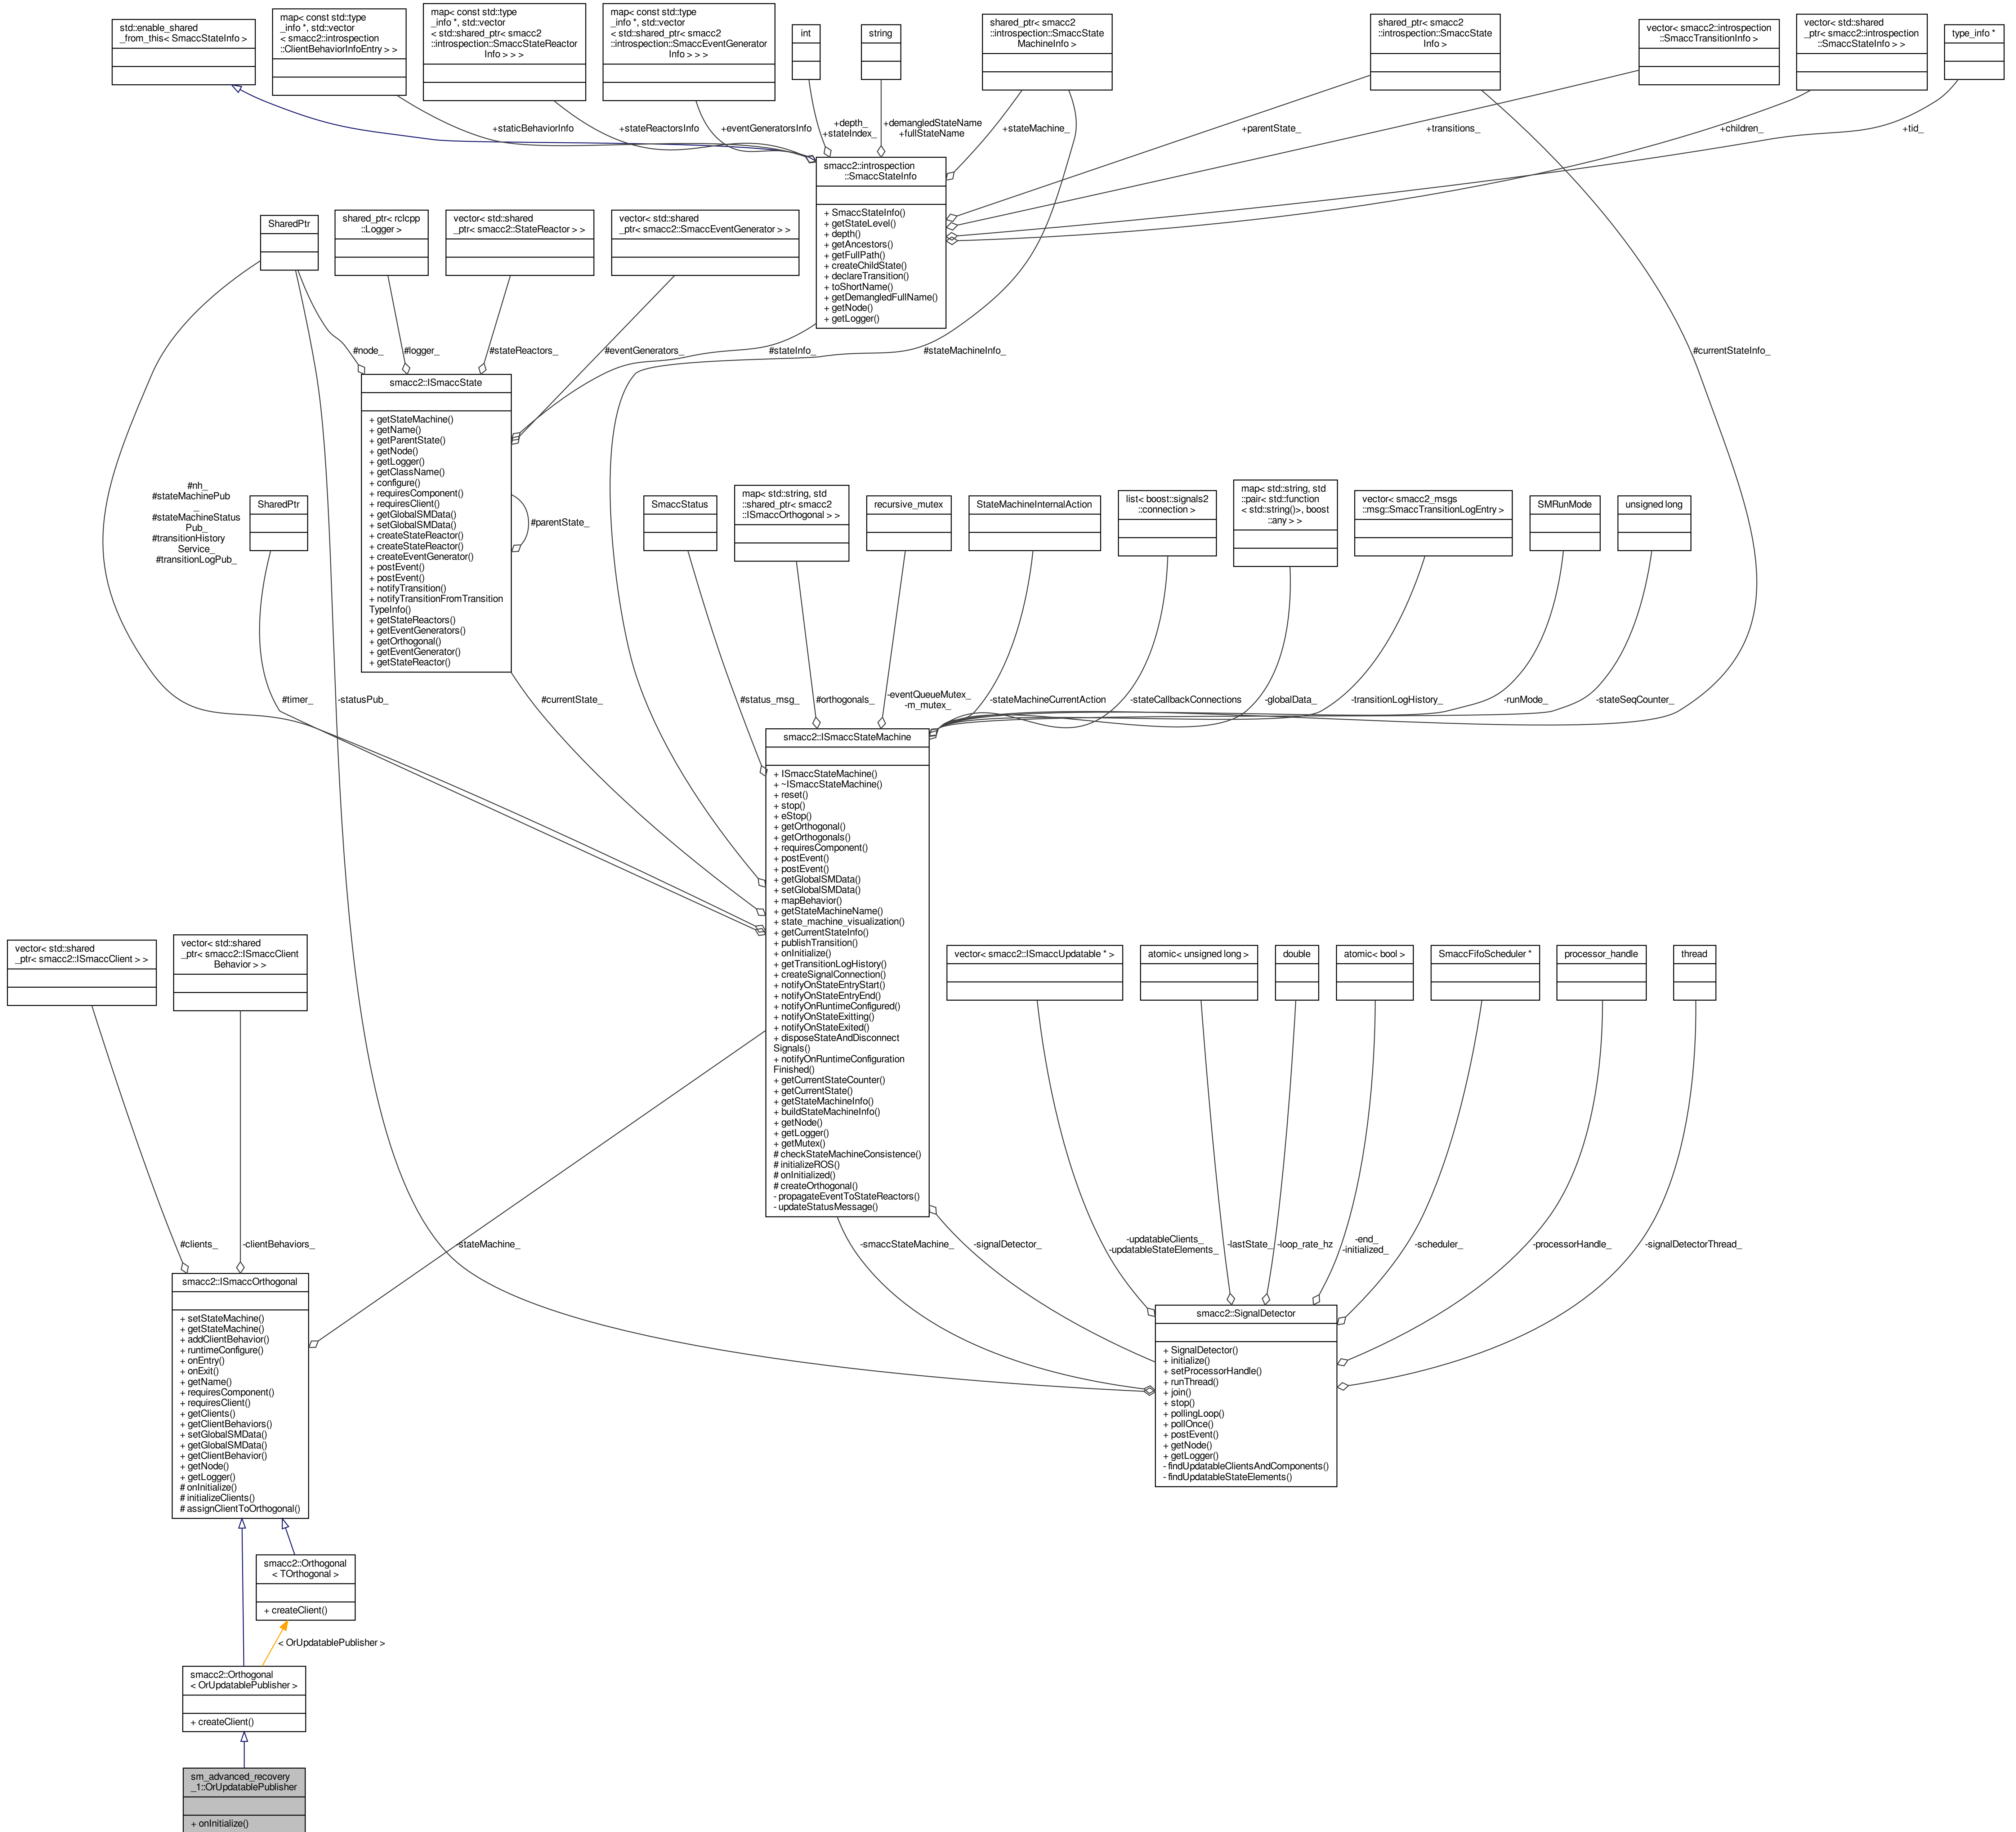 std::enable_shared
_from_this< SmaccStateInfo >
map< const std::type
_info *, std::vector
< smacc2::introspection
::ClientBehaviorInfoEntry > >
map< const std::type
_info *, std::vector
< std::shared_ptr< smacc2
::introspection::SmaccStateReactor
Info > > >
map< const std::type
_info *, std::vector
< std::shared_ptr< smacc2
::introspection::SmaccEventGenerator
Info > > >
int
string
shared_ptr< smacc2
::introspection::SmaccState
MachineInfo >
shared_ptr< smacc2
::introspection::SmaccState
Info >
vector< smacc2::introspection
::SmaccTransitionInfo >
vector< std::shared
_ptr< smacc2::introspection
::SmaccStateInfo > >
type_info *
+staticBehaviorInfo
+stateReactorsInfo
+eventGeneratorsInfo
+depth_
+stateIndex_
+demangledStateName
+fullStateName
+stateMachine_
+parentState_
+transitions_
+children_
+tid_
smacc2::introspection
::SmaccStateInfo
+ SmaccStateInfo()
+ getStateLevel()
+ depth()
+ getAncestors()
+ getFullPath()
+ createChildState()
+ declareTransition()
+ toShortName()
+ getDemangledFullName()
+ getNode()
+ getLogger()
SharedPtr
shared_ptr< rclcpp
::Logger >
vector< std::shared
_ptr< smacc2::StateReactor > >
vector< std::shared
_ptr< smacc2::SmaccEventGenerator > >
#node_
#logger_
#stateReactors_
#eventGenerators_
#stateInfo_
#stateMachineInfo_
#currentStateInfo_
smacc2::ISmaccState
+ getStateMachine()
+ getName()
+ getParentState()
+ getNode()
+ getLogger()
+ getClassName()
+ configure()
+ requiresComponent()
+ requiresClient()
+ getGlobalSMData()
+ setGlobalSMData()
+ createStateReactor()
+ createStateReactor()
+ createEventGenerator()
+ postEvent()
+ postEvent()
+ notifyTransition()
+ notifyTransitionFromTransition
TypeInfo()
+ getStateReactors()
+ getEventGenerators()
+ getOrthogonal()
+ getEventGenerator()
+ getStateReactor()
#parentState_
#nh_
#stateMachinePub
_
#stateMachineStatus
Pub_
#transitionHistory
Service_
#transitionLogPub_
SharedPtr
SmaccStatus
map< std::string, std
::shared_ptr< smacc2
::ISmaccOrthogonal > >
recursive_mutex
StateMachineInternalAction
list< boost::signals2
::connection >
map< std::string, std
::pair< std::function
< std::string()>, boost
::any > >
vector< smacc2_msgs
::msg::SmaccTransitionLogEntry >
SMRunMode
unsigned long
#timer_
-statusPub_
#currentState_
#status_msg_
#orthogonals_
-eventQueueMutex_
-m_mutex_
-stateMachineCurrentAction
-stateCallbackConnections
-globalData_
-transitionLogHistory_
-runMode_
-stateSeqCounter_
smacc2::ISmaccStateMachine
+ ISmaccStateMachine()
+ ~ISmaccStateMachine()
+ reset()
+ stop()
+ eStop()
+ getOrthogonal()
+ getOrthogonals()
+ requiresComponent()
+ postEvent()
+ postEvent()
+ getGlobalSMData()
+ setGlobalSMData()
+ mapBehavior()
+ getStateMachineName()
+ state_machine_visualization()
+ getCurrentStateInfo()
+ publishTransition()
+ onInitialize()
+ getTransitionLogHistory()
+ createSignalConnection()
+ notifyOnStateEntryStart()
+ notifyOnStateEntryEnd()
+ notifyOnRuntimeConfigured()
+ notifyOnStateExitting()
+ notifyOnStateExited()
+ disposeStateAndDisconnect
Signals()
+ notifyOnRuntimeConfiguration
Finished()
+ getCurrentStateCounter()
+ getCurrentState()
+ getStateMachineInfo()
+ buildStateMachineInfo()
+ getNode()
+ getLogger()
+ getMutex()
# checkStateMachineConsistence()
# initializeROS()
# onInitialized()
# createOrthogonal()
- propagateEventToStateReactors()
- updateStatusMessage()
vector< std::shared
_ptr< smacc2::ISmaccClient > >
vector< std::shared
_ptr< smacc2::ISmaccClient
Behavior > >
vector< smacc2::ISmaccUpdatable * >
atomic< unsigned long >
double
atomic< bool >
SmaccFifoScheduler *
processor_handle
thread
#clients_
-clientBehaviors_
-stateMachine_
-smaccStateMachine_
-signalDetector_
-updatableClients_
-updatableStateElements_
-lastState_
-loop_rate_hz
-end_
-initialized_
-scheduler_
-processorHandle_
-signalDetectorThread_
smacc2::ISmaccOrthogonal
+ setStateMachine()
+ getStateMachine()
+ addClientBehavior()
+ runtimeConfigure()
+ onEntry()
+ onExit()
+ getName()
+ requiresComponent()
+ requiresClient()
+ getClients()
+ getClientBehaviors()
+ setGlobalSMData()
+ getGlobalSMData()
+ getClientBehavior()
+ getNode()
+ getLogger()
# onInitialize()
# initializeClients()
# assignClientToOrthogonal()
smacc2::SignalDetector
+ SignalDetector()
+ initialize()
+ setProcessorHandle()
+ runThread()
+ join()
+ stop()
+ pollingLoop()
+ pollOnce()
+ postEvent()
+ getNode()
+ getLogger()
- findUpdatableClientsAndComponents()
- findUpdatableStateElements()
smacc2::Orthogonal
< TOrthogonal >
+ createClient()
< OrUpdatablePublisher >
smacc2::Orthogonal
< OrUpdatablePublisher >
+ createClient()
sm_advanced_recovery
_1::OrUpdatablePublisher
+ onInitialize()